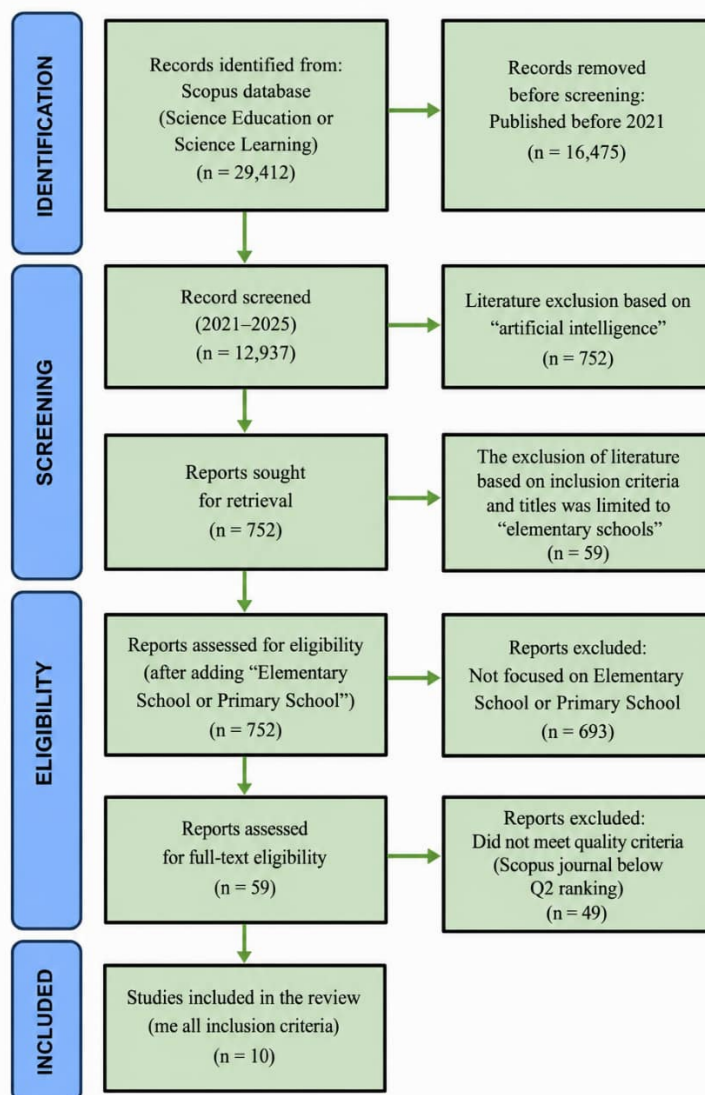 IDENTIFICATION
Records identified from:
Scopus database
(Science Education or
Science Learning)
(n = 29,412)
Records removed
before screening:
Published before 2021
(n = 16,475)
SCREENING
Record screened
(2021–2025)
(n = 12,937)
Literature exclusion based on
“artificial intelligence”
(n = 752)
Reports sought
for retrieval
(n = 752)
The exclusion of literature
based on inclusion criteria
and titles was limited to
“elementary schools”
(n = 59)
ELIGIBILITY
Reports assessed for eligibility
(after adding “Elementary
School or Primary School”)
(n = 752)
Reports excluded:
Not focused on Elementary
School or Primary School
(n = 693)
Reports assessed
for full-text eligibility
(n = 59)
Reports excluded:
Did not meet quality criteria
(Scopus journal below
Q2 ranking)
(n = 49)
INCLUDED
Studies included in the review
(me all inclusion criteria)
(n = 10)